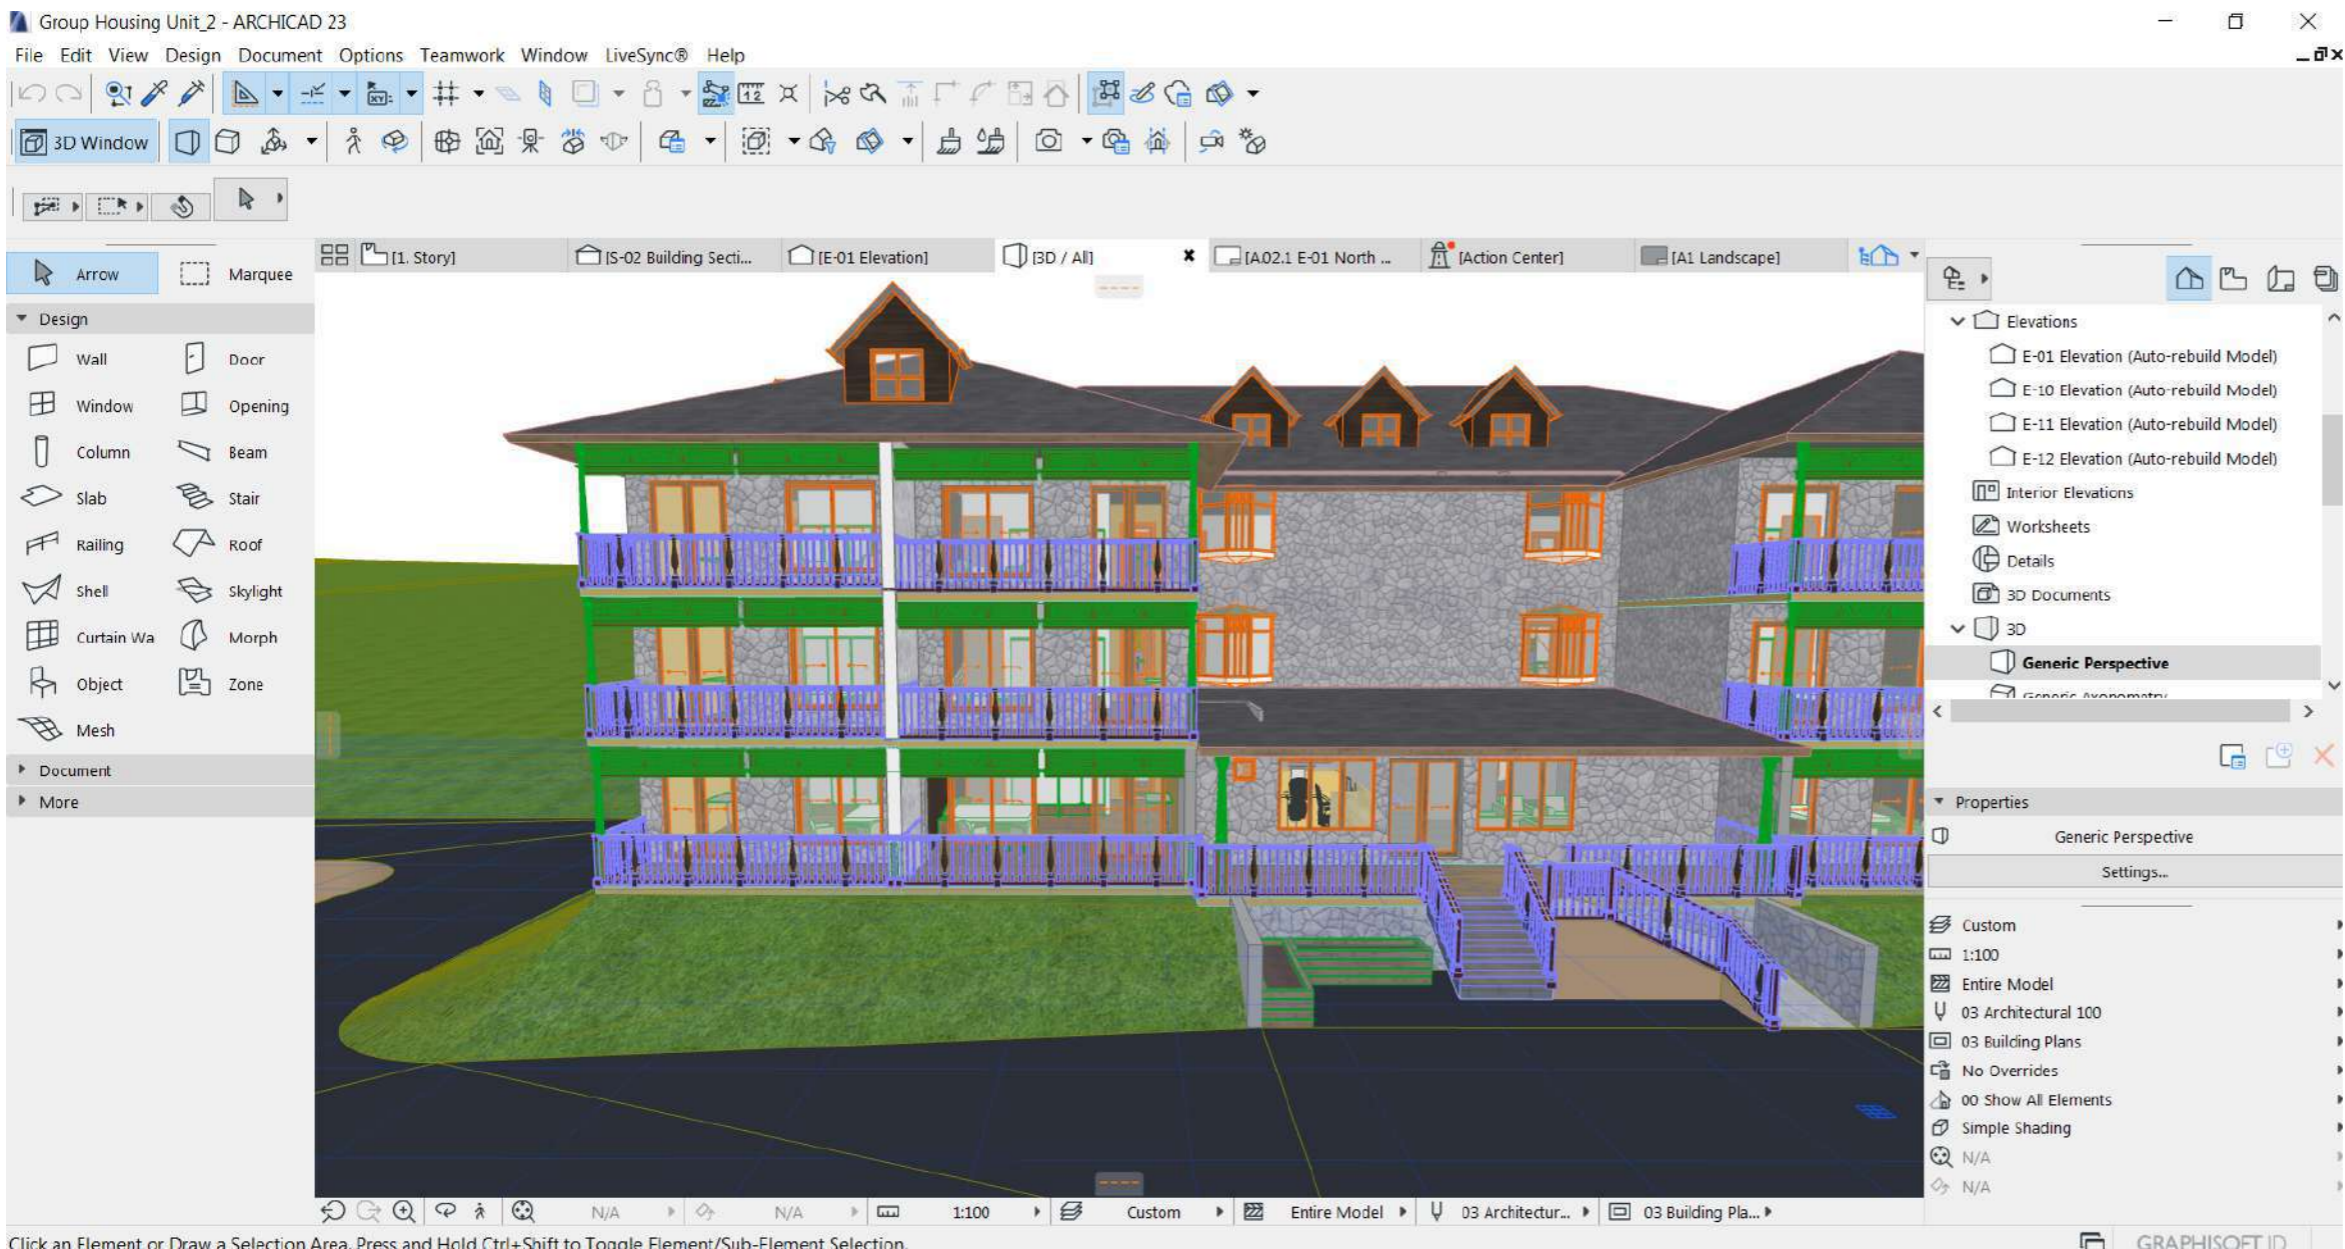 Group Housing Unit_2 - ARCHICAD 23
File Edit View Design Document Options Teamwork Window LiveSync® Help
3D Window
[1. Story]
[S-02 Building Secti...
[E-01 Elevation]
[3D / All]
[A.02.1 E-01 North ...
[Action Center]
[A1 Landscape]
Arrow
Marquee
Design
Wall
Door
Window
Opening
Column
Beam
Slab
Stair
Railing
Roof
Shell
Skylight
Curtain Wa
Morph
Object
Zone
Mesh
Document
More
Elevations
E-01 Elevation (Auto-rebuild Model)
E-10 Elevation (Auto-rebuild Model)
E-11 Elevation (Auto-rebuild Model)
E-12 Elevation (Auto-rebuild Model)
Interior Elevations
Worksheets
Details
3D Documents
3D
Generic Perspective
Generic Axonometry
Properties
Generic Perspective
Settings...
Custom
1:100
Entire Model
03 Architectural 100
03 Building Plans
No Overrides
00 Show All Elements
Simple Shading
N/A
N/A
N/A
N/A
1:100
Custom
Entire Model
03 Architectur...
03 Building Pla...
Click an Element or Draw a Selection Area. Press and Hold Ctrl+Shift to Toggle Element/Sub-Element Selection.
GRAPHISOFT ID